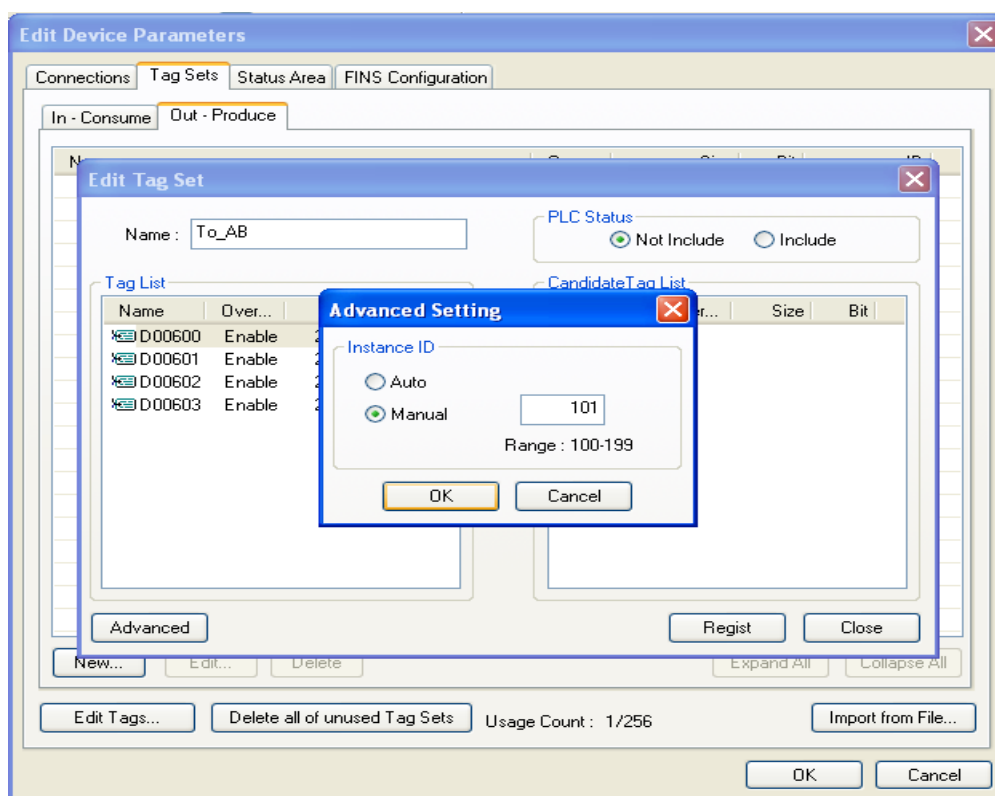 Edit Device Parameters
Connections Tag Sets Status Area FINS Configuration
In - Consume Out - Produce
Edit Tag Set
Name : To_AB
PLC Status
Not Include Include
Tag List
Name Over...
D00600 Enable
D00601 Enable
D00602 Enable
D00603 Enable
CandidateTag List
Size Bit
Advanced Setting
Instance ID
Auto
Manual 101
Range : 100-199
OK Cancel
Advanced Regist Close
New... Edit... Delete Expand All Collapse All
Edit Tags... Delete all of unused Tag Sets Usage Count : 1/256 Import from File...
OK Cancel